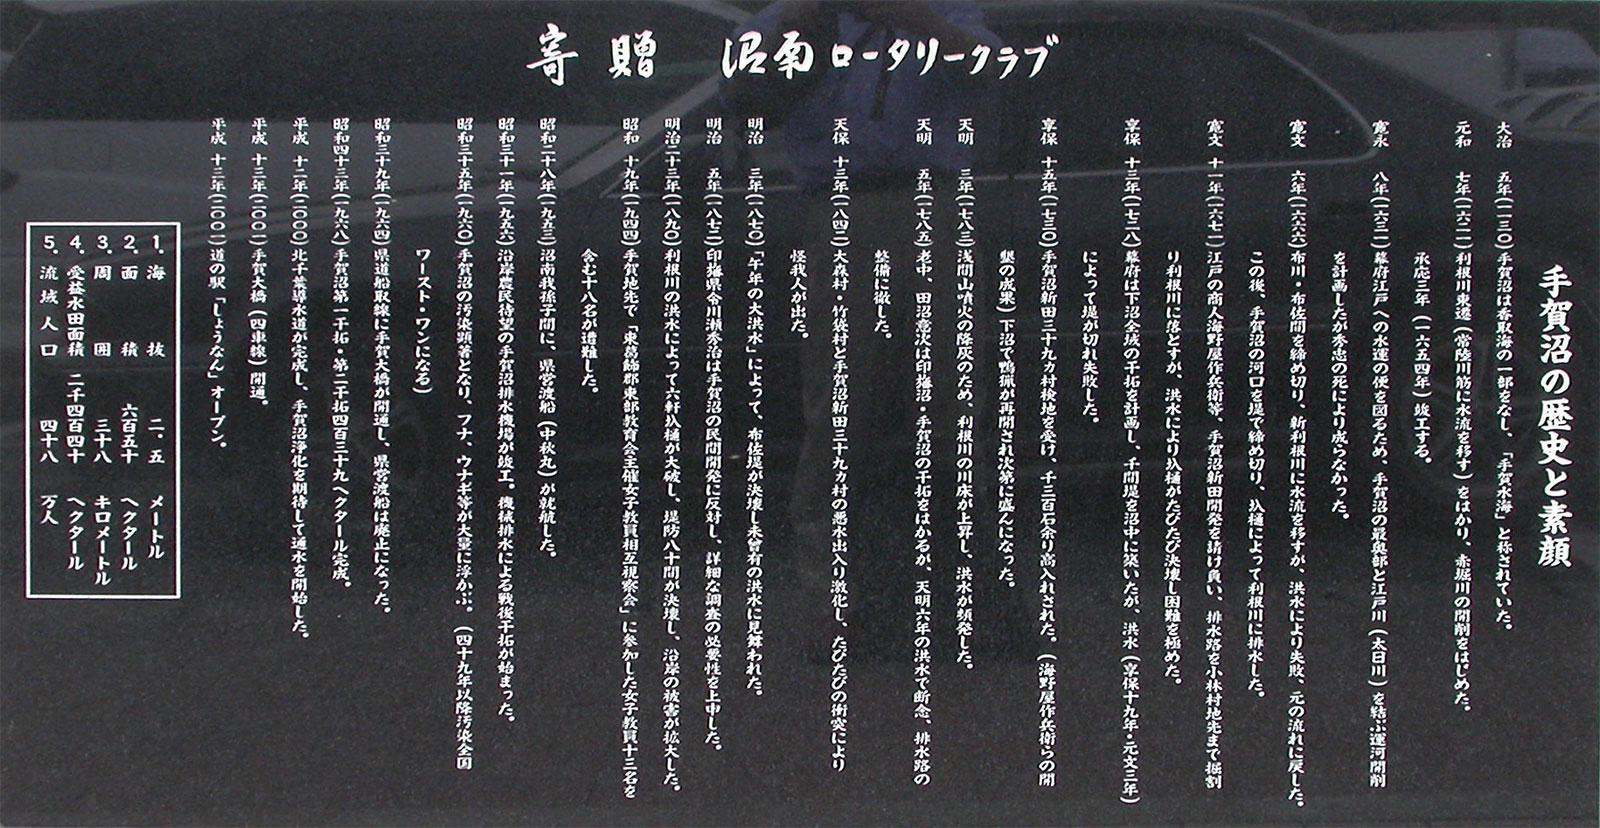 寄贈　沼南ロータリークラブ
手賀沼の歴史と素顔
大治　五年(一一三〇)手賀沼は香取海の一部をなし、「手賀水海」と称されていた。
元和　七年(一六二一)利根川東遷(常陸川筋に水流を移す)をはかり、赤堀川の開削をはじめた。
承応三年(一六五四年)竣工する。
寛永　八年(一六三一)幕府江戸への水運の便を図るため、手賀沼の最奥部と江戸川(太日川)を結ぶ運河開削
を計画したが秀忠の死により成らなかった。
寛文　六年(一六六六)布川・布佐間を締め切り、新利根川に水流を移すが、洪水により失敗、元の流れに戻した。
この後、手賀沼の河口を堤で締め切り、圦樋によって利根川に排水した。
寛文　十一年(一六七一)江戸の商人海野屋作兵衛等、手賀沼新田開発を請け負い、排水路を小林村地先まで掘割
り利根川に落とすが、洪水により圦樋がたびたび決壊し困難を極めた。
享保　十三年(一七二八)幕府は下沼全域の干拓を計画し、千間堤を沼中に築いたが、洪水(享保十九年・元文三年)
によって堤が切れ失敗した。
享保　十五年(一七三〇)手賀沼新田三十九カ村検地を受け、千三百石余り高入れされた。(海野屋作兵衛らの開
墾の成果)下沼で鴨猟が再開され次第に盛んになった。
天明　三年(一七八三)浅間山噴火の降灰のため、利根川の川床が上昇し、洪水が頻発した。
天明　五年(一七八五)老中、田沼意次は印旛沼・手賀沼の干拓をはかるが、天明六年の洪水で断念、排水路の
整備に徹した。
天保　十三年(一八四二)大森村・竹袋村と手賀沼新田三十九カ村の悪水出入り激化し、たびたびの衝突により
怪我人が出た。
明治　三年(一八七〇)「午年の大洪水」によって、布佐堤が決壊し未曾有の洪水に見舞われた。
明治　五年(一八七二)印旛県令川瀬秀治は手賀沼の民間開発に反対し、詳細な調査の必要性を上申した。
明治二十三年(一八九〇)利根川の洪水によって六軒圦樋が大破し、堤防八十間が決壊し、沿岸の被害が拡大した。
昭和　十九年(一九四四)手賀地先で「東葛飾郡東部教育会主催女子教員相互視察会」に参加した女子教員十三名を
含む十八名が遭難した。
昭和二十八年(一九五三)沼南我孫子間に、県営渡船(中秋丸)が就航した。
昭和三十一年(一九五六)沿岸農民待望の手賀沼排水機場が竣工。機械排水による戦後干拓が始まった。
昭和三十五年(一九六〇)手賀沼の汚染顕著となり、フナ、ウナギ等が大量に浮かぶ。(四十九年以降汚染全国
ワースト・ワンになる)
昭和三十九年(一九六四)県道船取線に手賀大橋が開通し、県営渡船は廃止になった。
昭和四十三年(一九六八)手賀沼第一干拓・第二干拓四百三十九ヘクタール完成。
平成　十二年(二〇〇〇)北千葉導水道が完成し、手賀沼浄化を期待して通水を開始した。
平成　十三年(二〇〇一)手賀大橋(四車線)開通。
平成　十三年(二〇〇一)道の駅「しょうなん」オープン。
1. 海抜　二.五　メートル
2. 面積　六百五十　ヘクタール
3. 周囲　三十八　キロメートル
4. 受益水田面積　二千四百四十　ヘクタール
5. 流域人口　四十八　万人